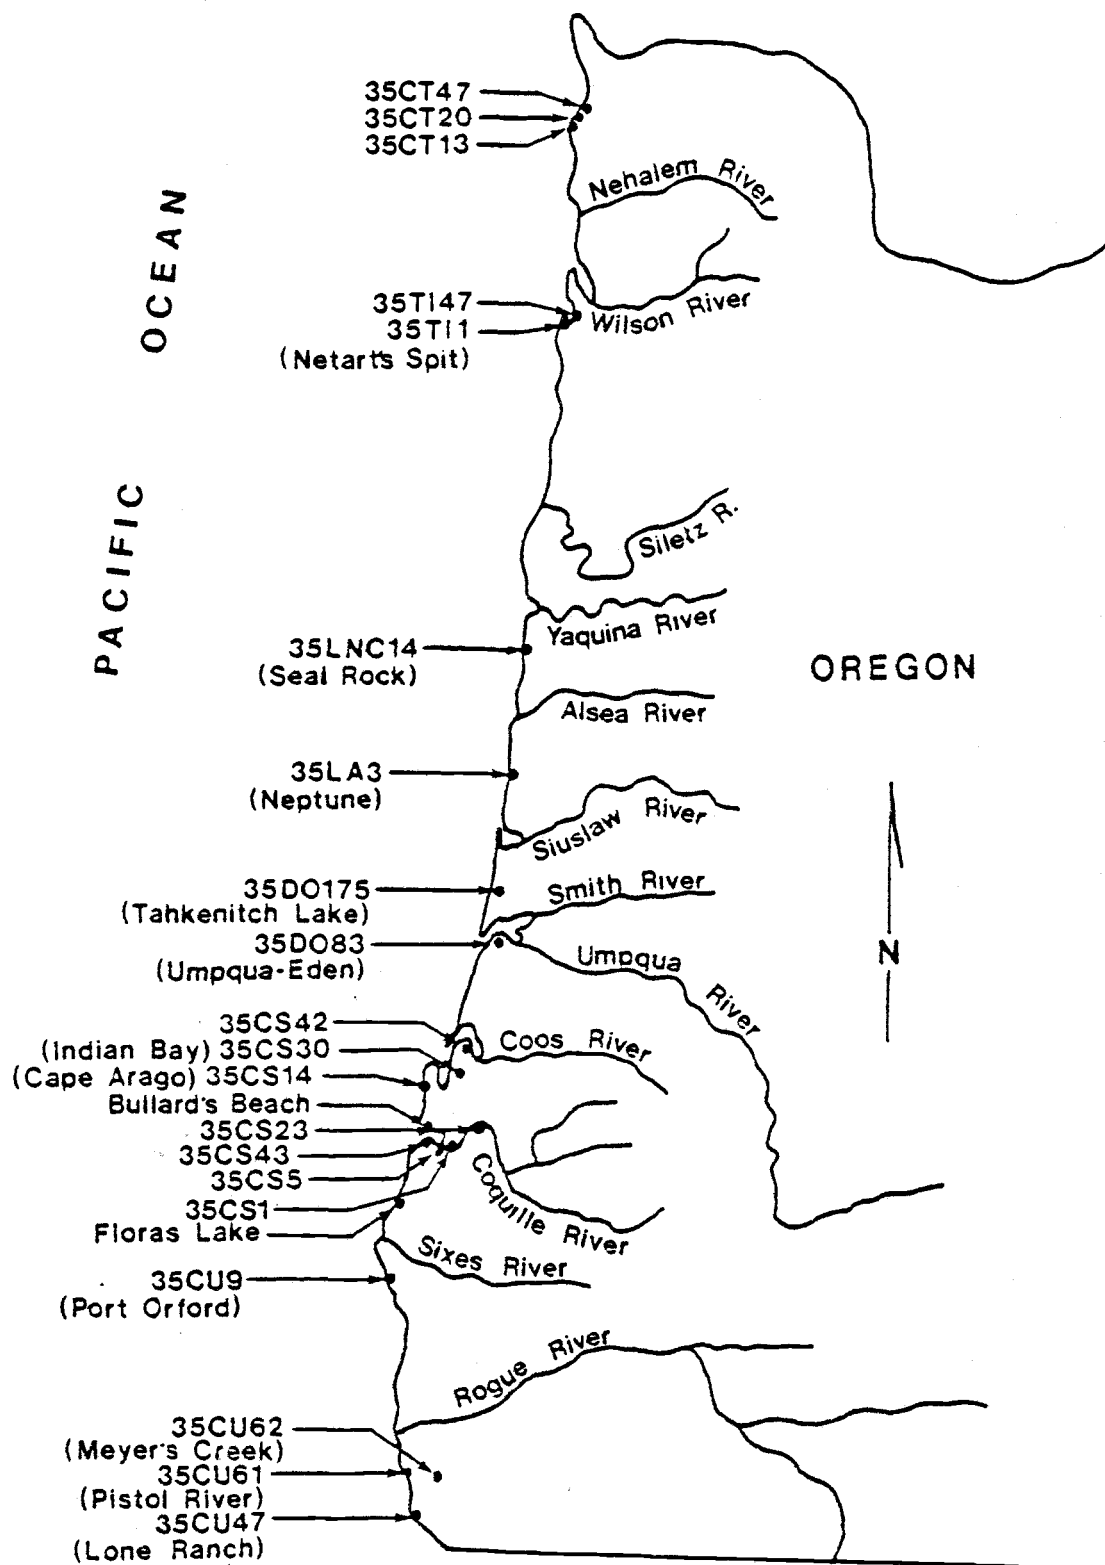 35CT47
35CT20
35CT13
Nehalem River
OCEAN
35TI47
35TI1
(Netart's Spit)
Wilson River
PACIFIC
Siletz R.
Yaquina River
35LNC14
(Seal Rock)
OREGON
Alsea River
35LA3
(Neptune)
Siuslaw River
35DO175
(Tahkenitch Lake)
Smith River
35DO83
(Umpqua-Eden)
Umpqua River
N
35CS42
(Indian Bay) 35CS30
(Cape Arago) 35CS14
Coos River
Bullard's Beach
35CS23
35CS43
35CS5
35CS1
Floras Lake
Coquille River
Sixes River
35CU9
(Port Orford)
Rogue River
35CU62
(Meyer's Creek)
35CU61
(Pistol River)
35CU47
(Lone Ranch)